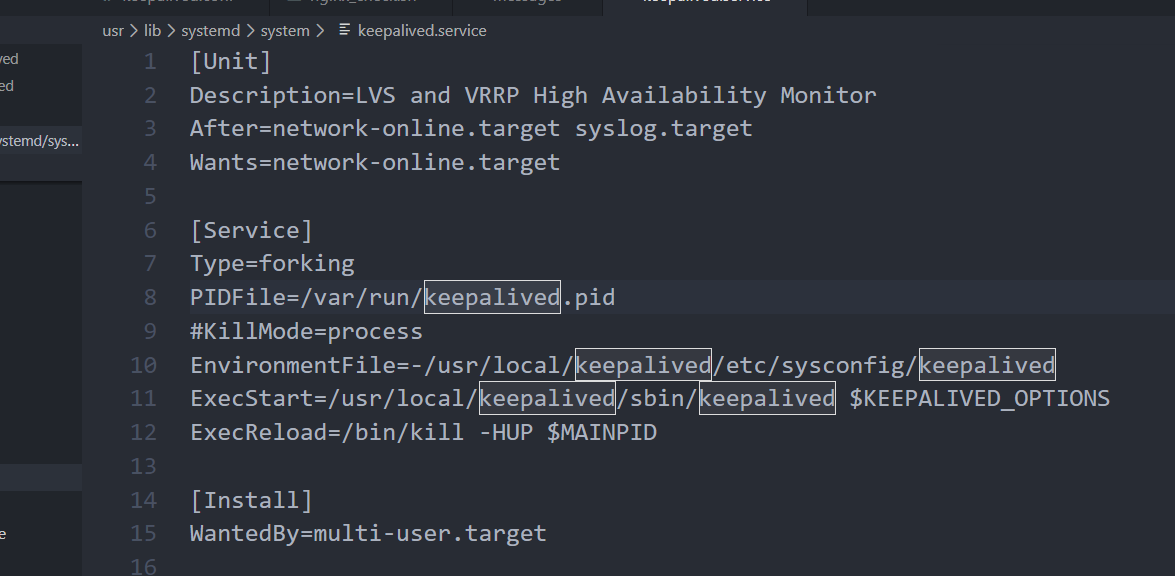 usr > lib > systemd > system > keepalived.service
ved
ed
ystemd/sys...
e
1 [Unit]
2 Description=LVS and VRRP High Availability Monitor
3 After=network-online.target syslog.target
4 Wants=network-online.target
5
6 [Service]
7 Type=forking
8 PIDFile=/var/run/keepalived.pid
9 #KillMode=process
10 EnvironmentFile=-/usr/local/keepalived/etc/sysconfig/keepalived
11 ExecStart=/usr/local/keepalived/sbin/keepalived $KEEPALIVED_OPTIONS
12 ExecReload=/bin/kill -HUP $MAINPID
13
14 [Install]
15 WantedBy=multi-user.target
16